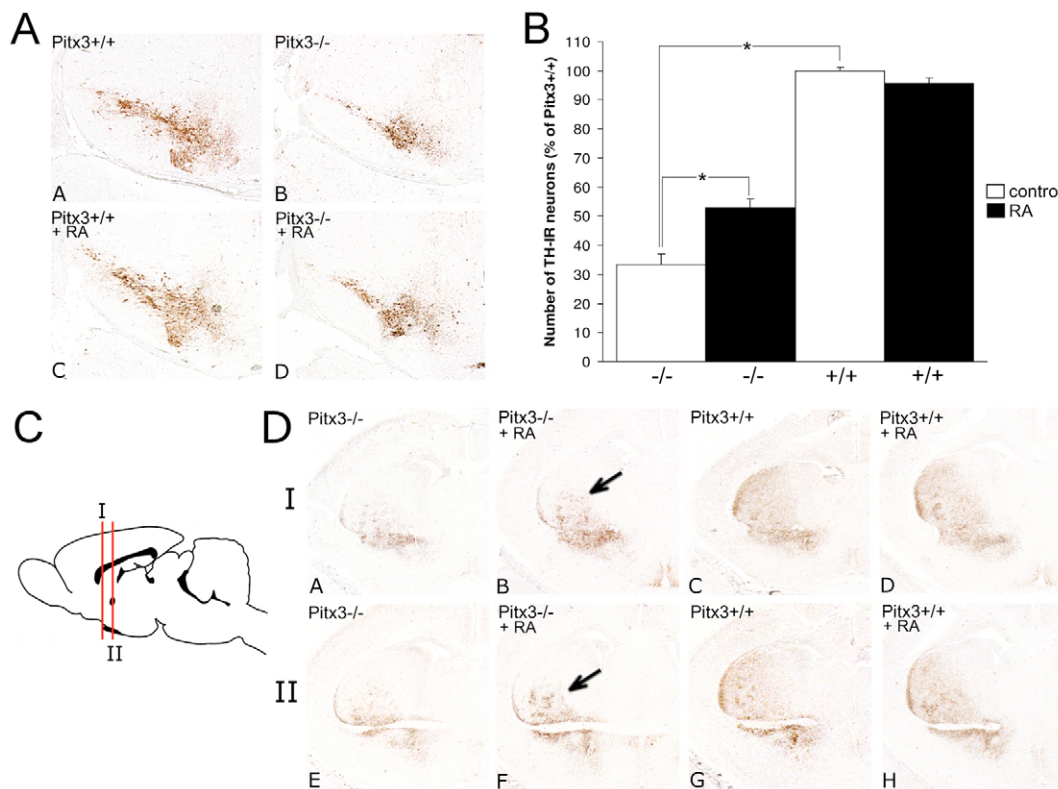 A
Pitx3+/+
Pitx3-/-
A
B
Pitx3+/+
+ RA
Pitx3-/-
+ RA
C
D
B
Number of TH-IR neurons (% of Pitx3+/+)
110
100
90
80
70
60
50
40
30
20
10
0
*
*
-/-
-/-
+/+
+/+
contro
RA
C
I
II
D
I
Pitx3-/-
Pitx3-/-
+ RA
Pitx3+/+
Pitx3+/+
+ RA
A
B
C
D
II
Pitx3-/-
Pitx3-/-
+ RA
Pitx3+/+
Pitx3+/+
+ RA
E
F
G
H